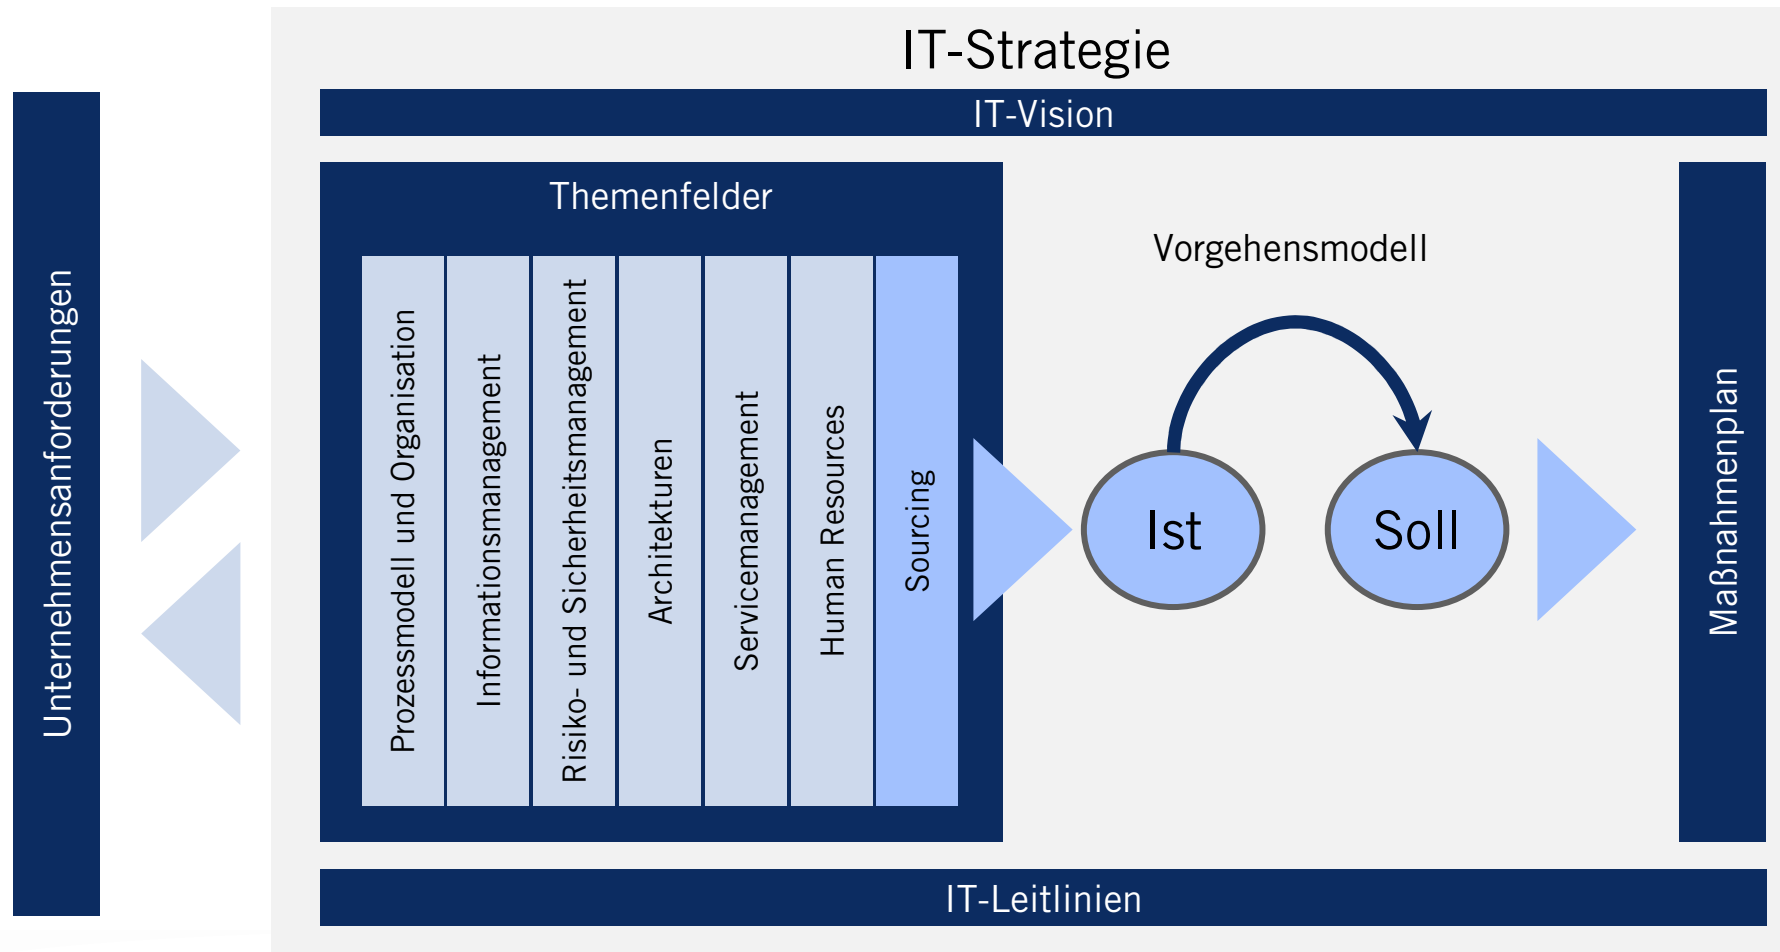 IT-Strategie
IT-Vision
Unternehmensanforderungen
Themenfelder
Prozessmodell und Organisation
Informationsmanagement
Risiko- und Sicherheitsmanagement
Architekturen
Servicemanagement
Human Resources
Sourcing
Vorgehensmodell
Ist
Soll
Maßnahmenplan
IT-Leitlinien